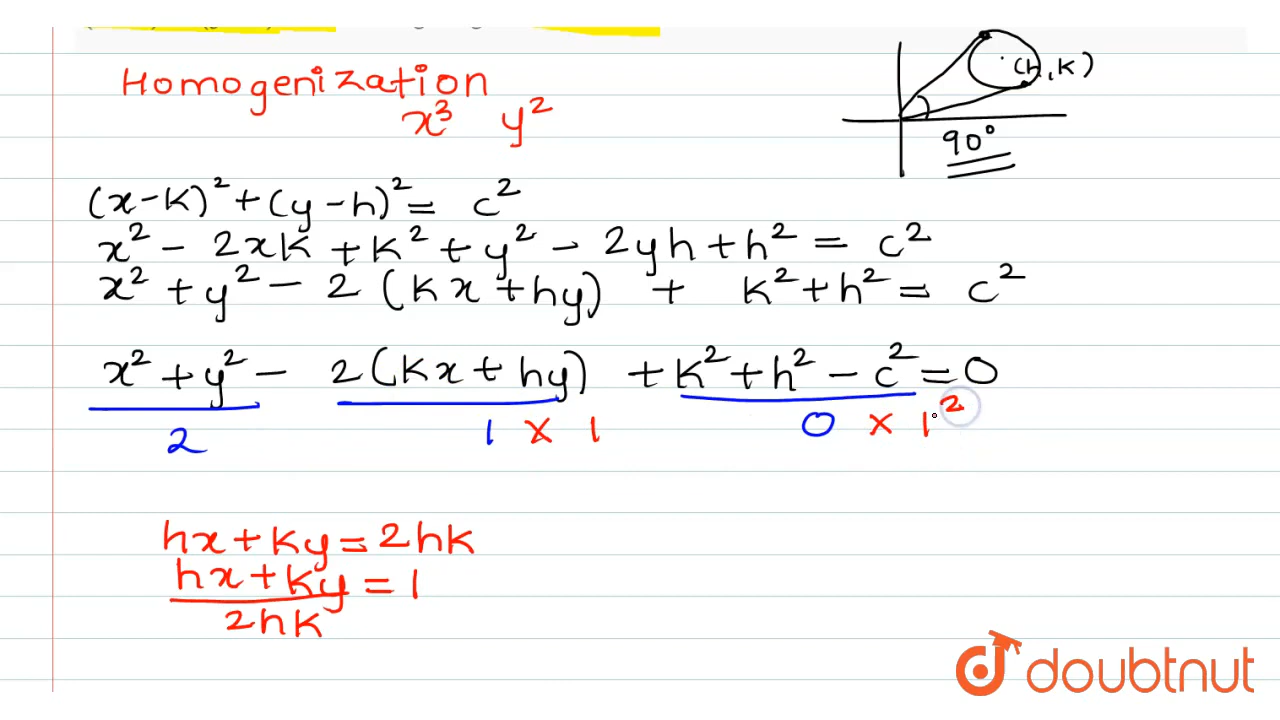 Homogenization
x³ y²
(h, k)
90°
(x-k)² + (y-h)² = c²
x² - 2xk + k² + y² - 2yh + h² = c²
x² + y² - 2 (kx + hy) + k² + h² = c²
x² + y² - 2 (kx + hy) + k² + h² - c² = 0
2 1 × 1 0 × 1²
hx + ky = 2hk
hx + ky = 1
2hk
doubtnut